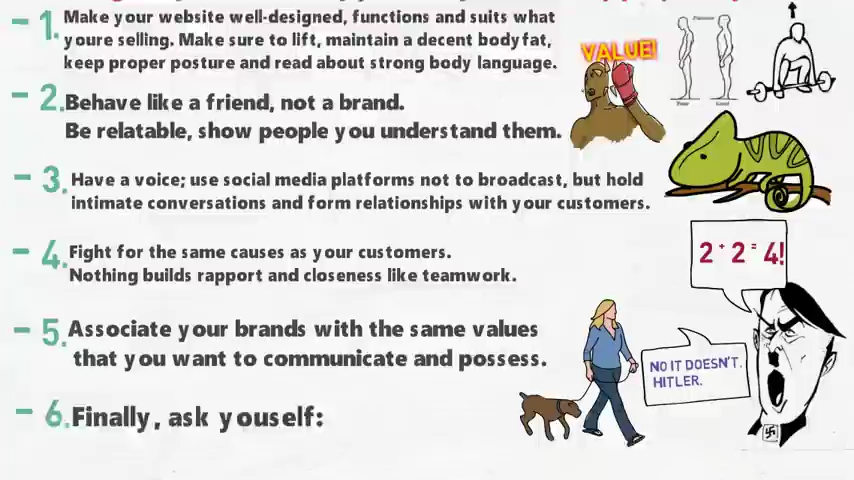 - 1. Make your website well-designed, functions and suits what
youre selling. Make sure to lift, maintain a decent body fat,
keep proper posture and read about strong body language.
VALUE!
- 2. Behave like a friend, not a brand.
Be relatable, show people you understand them.
- 3. Have a voice; use social media platforms not to broadcast, but hold
intimate conversations and form relationships with your customers.
- 4. Fight for the same causes as your customers.
Nothing builds rapport and closeness like teamwork.
2 + 2 = 4!
- 5. Associate your brands with the same values
that you want to communicate and possess.
NO IT DOESN'T.
HITLER.
- 6. Finally, ask youself: